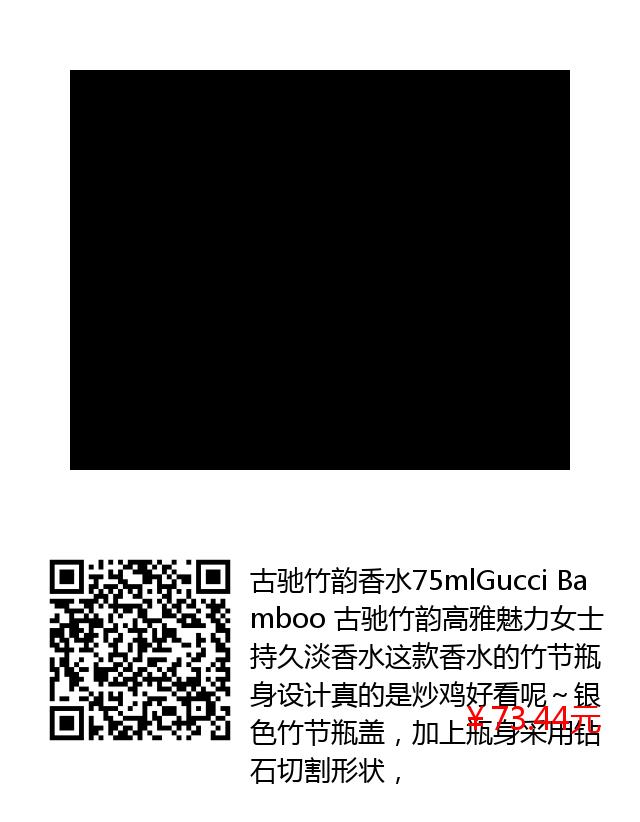 古驰竹韵香水75mlGucci Ba
mboo 古驰竹韵高雅魅力女士
持久淡香水这款香水的竹节瓶
身设计真的是炒鸡好看呢～银
¥ 73.44元
色竹节瓶盖，加上瓶身采用钻
石切割形状，